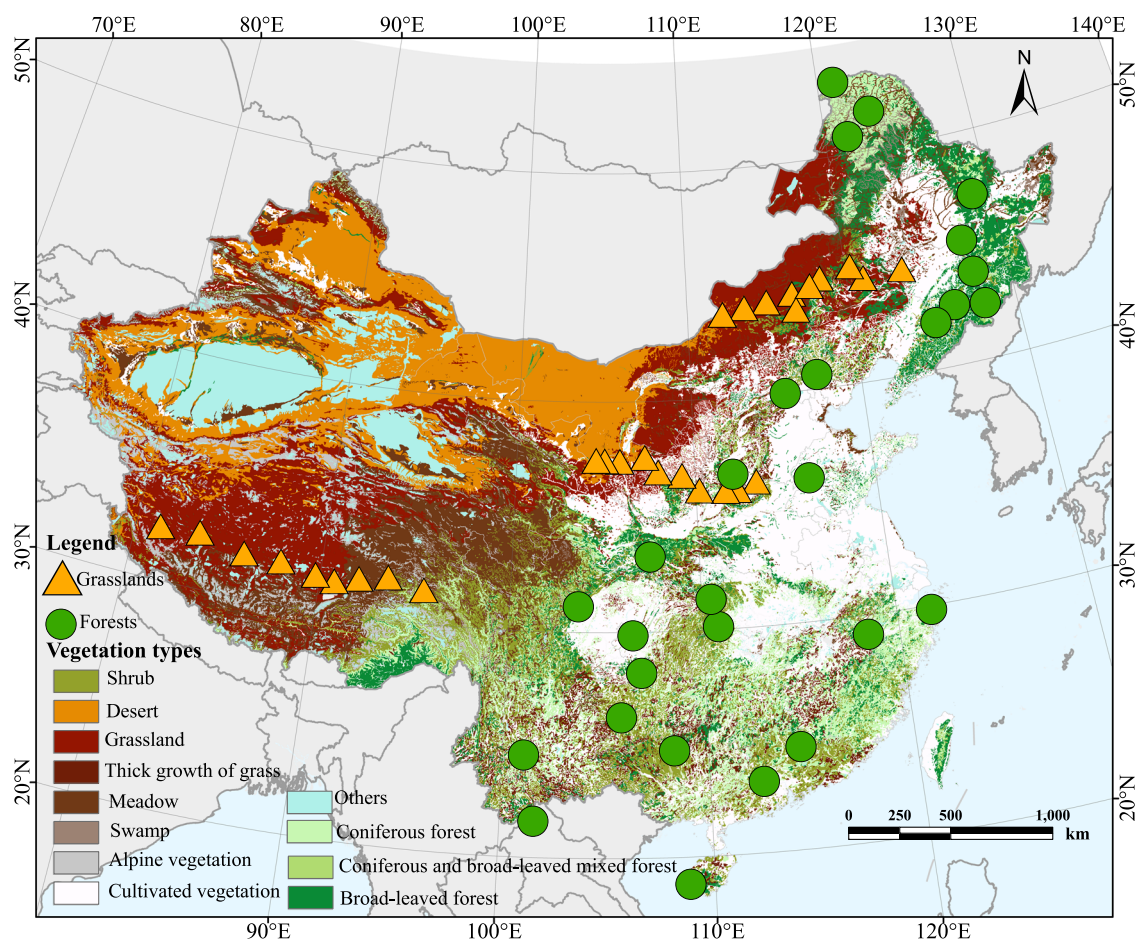 70°E 80°E 90°E 100°E 110°E 120°E 130°E 140°E
50°N
50°N
N
40°N
40°N
30°N
30°N
Legend
Grasslands
Forests
Vegetation types
Shrub
Desert
Grassland
Thick growth of grass
Meadow
Swamp
Alpine vegetation
Cultivated vegetation
Others
Coniferous forest
Coniferous and broad-leaved mixed forest
Broad-leaved forest
20°N
20°N
0 250 500 1,000
km
90°E 100°E 110°E 120°E